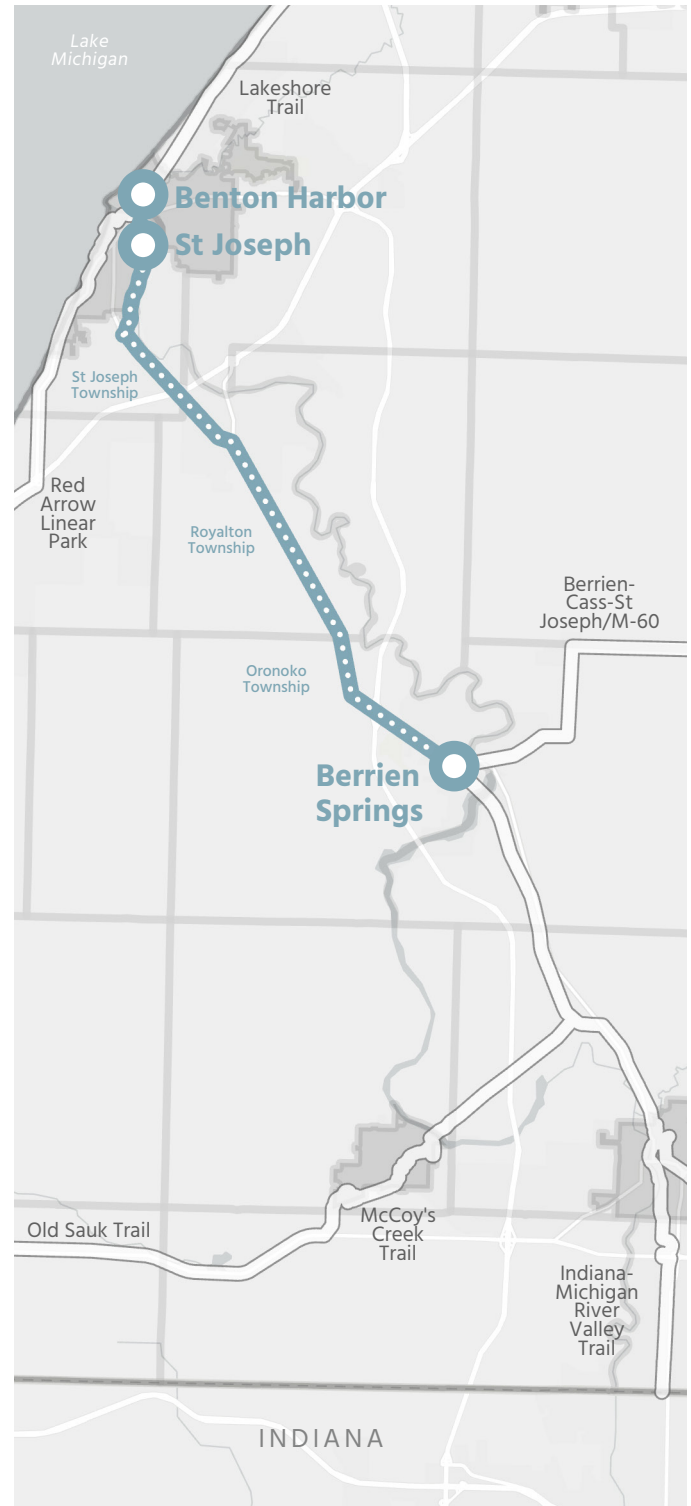 Lake
Michigan
Lakeshore
Trail
Benton Harbor
St Joseph
St Joseph
Township
Red
Arrow
Linear
Park
Royalton
Township
Berrien-
Cass-St
Joseph/M-60
Oronoko
Township
Berrien
Springs
Old Sauk Trail
McCoy's
Creek
Trail
Indiana-
Michigan
River
Valley
Trail
INDIANA